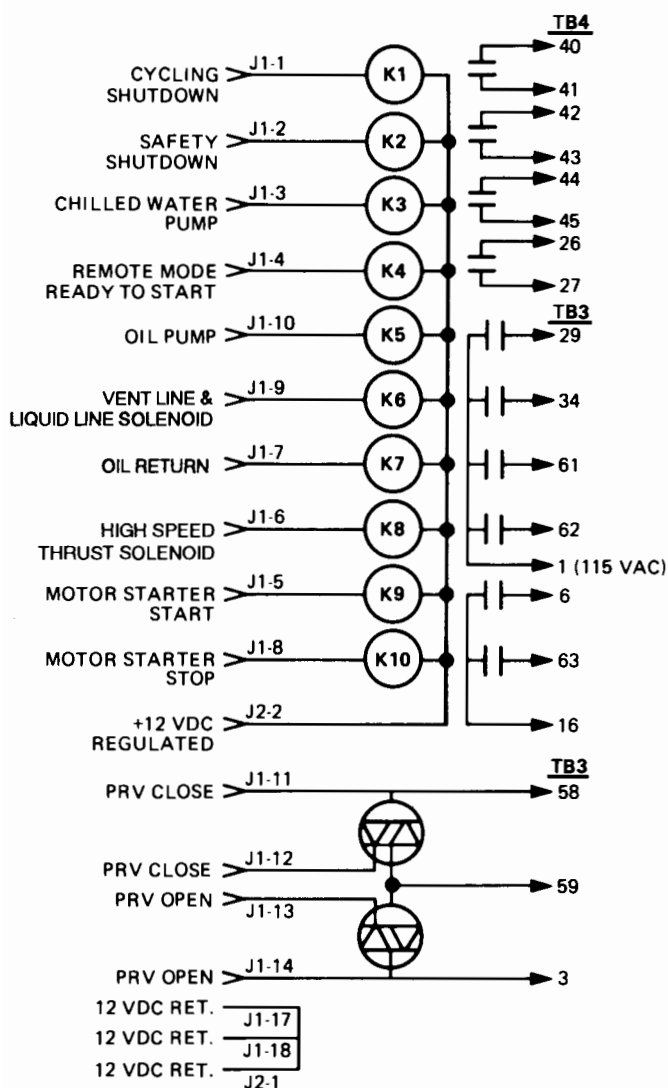 TB4
40
CYCLING SHUTDOWN
J1-1
K1
41
42
SAFETY SHUTDOWN
J1-2
K2
43
44
CHILLED WATER PUMP
J1-3
K3
45
26
REMOTE MODE READY TO START
J1-4
K4
27
TB3
OIL PUMP
J1-10
K5
29
VENT LINE &
LIQUID LINE SOLENOID
J1-9
K6
34
OIL RETURN
J1-7
K7
61
HIGH SPEED
THRUST SOLENOID
J1-6
K8
62
1 (115 VAC)
MOTOR STARTER
START
J1-5
K9
6
MOTOR STARTER
STOP
J1-8
K10
63
+12 VDC
REGULATED
J2-2
16
TB3
PRV CLOSE
J1-11
58
PRV CLOSE
J1-12
59
PRV OPEN
J1-13
PRV OPEN
J1-14
3
12 VDC RET.
J1-17
12 VDC RET.
J1-18
12 VDC RET.
J2-1